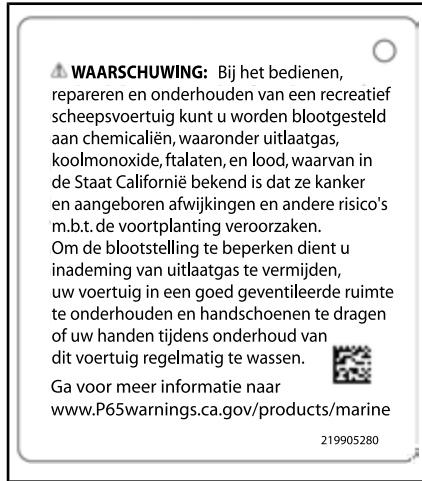 ⚠ WAARSCHUWING: Bij het bedienen,
repareren en onderhouden van een recreatief
scheepsvoertuig kunt u worden blootgesteld
aan chemicaliën, waaronder uitlaatgas,
koolmonoxide, ftalaten, en lood, waarvan in
de Staat Californië bekend is dat ze kanker
en aangeboren afwijkingen en andere risico's
m.b.t. de voortplanting veroorzaken.
Om de blootstelling te beperken dient u
inademing van uitlaatgas te vermijden,
uw voertuig in een goed geventileerde ruimte
te onderhouden en handschoenen te dragen
of uw handen tijdens onderhoud van
dit voertuig regelmatig te wassen.
Ga voor meer informatie naar
www.P65warnings.ca.gov/products/marine
219905280